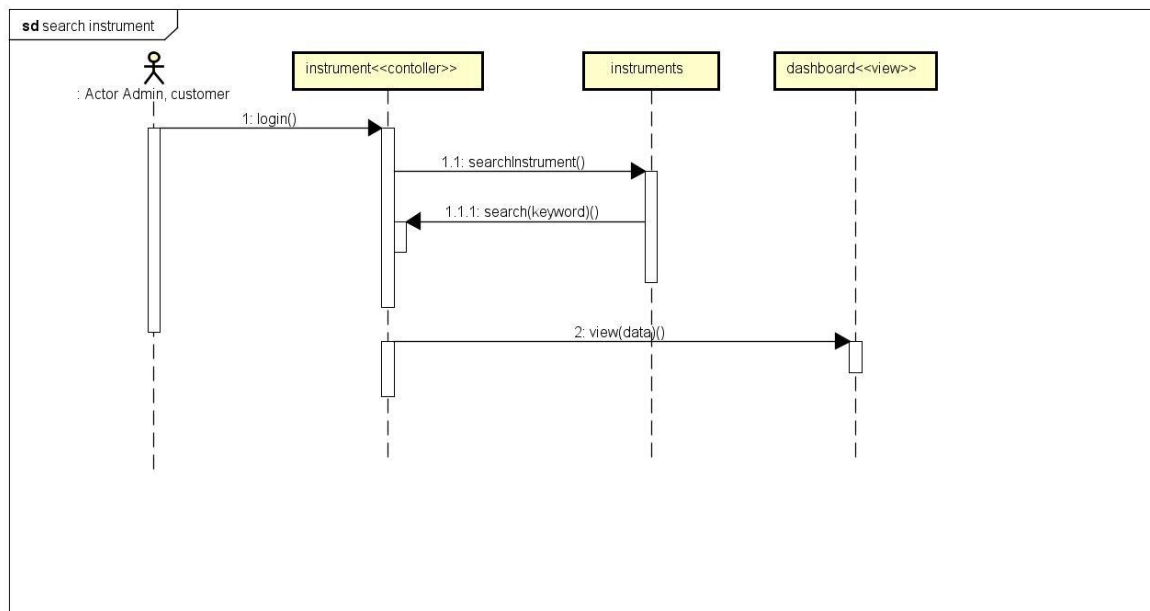 sd search instrument
: Actor Admin, customer
instrument<<contoller>>
instruments
dashboard<<view>>
1: login()
1.1: searchInstrument()
1.1.1: search(keyword)()
2: view(data)()